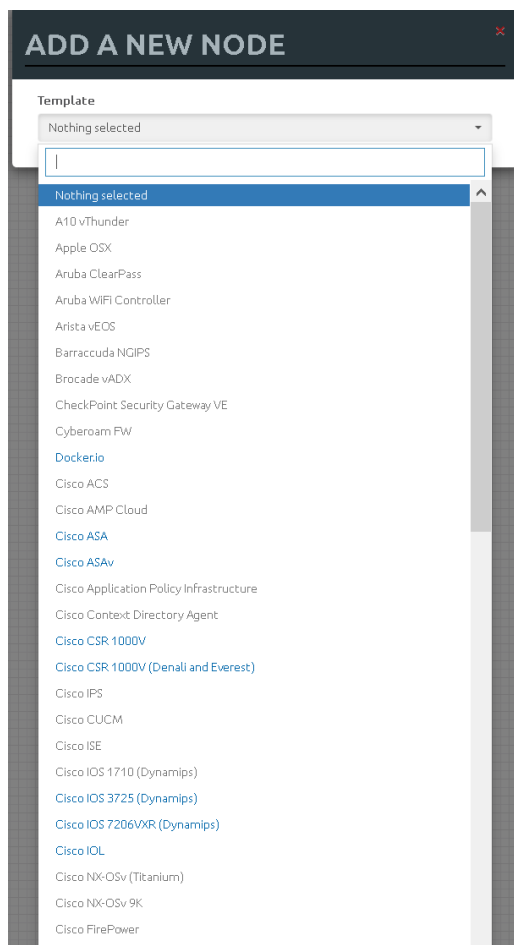 ADD A NEW NODE
Template
Nothing selected
Nothing selected
A10 vThunder
Apple OSX
Aruba ClearPass
Aruba WiFi Controller
Arista vEOS
Barraccuda NGIPS
Brocade vADX
CheckPoint Security Gateway VE
Cyberoam FW
Docker.io
Cisco ACS
Cisco AMP Cloud
Cisco ASA
Cisco ASAv
Cisco Application Policy Infrastructure
Cisco Context Directory Agent
Cisco CSR 1000V
Cisco CSR 1000V (Denali and Everest)
Cisco IPS
Cisco CUCM
Cisco ISE
Cisco IOS 1710 (Dynamips)
Cisco IOS 3725 (Dynamips)
Cisco IOS 7206VXR (Dynamips)
Cisco IOL
Cisco NX-OSv (Titanium)
Cisco NX-OSv 9K
Cisco FirePower